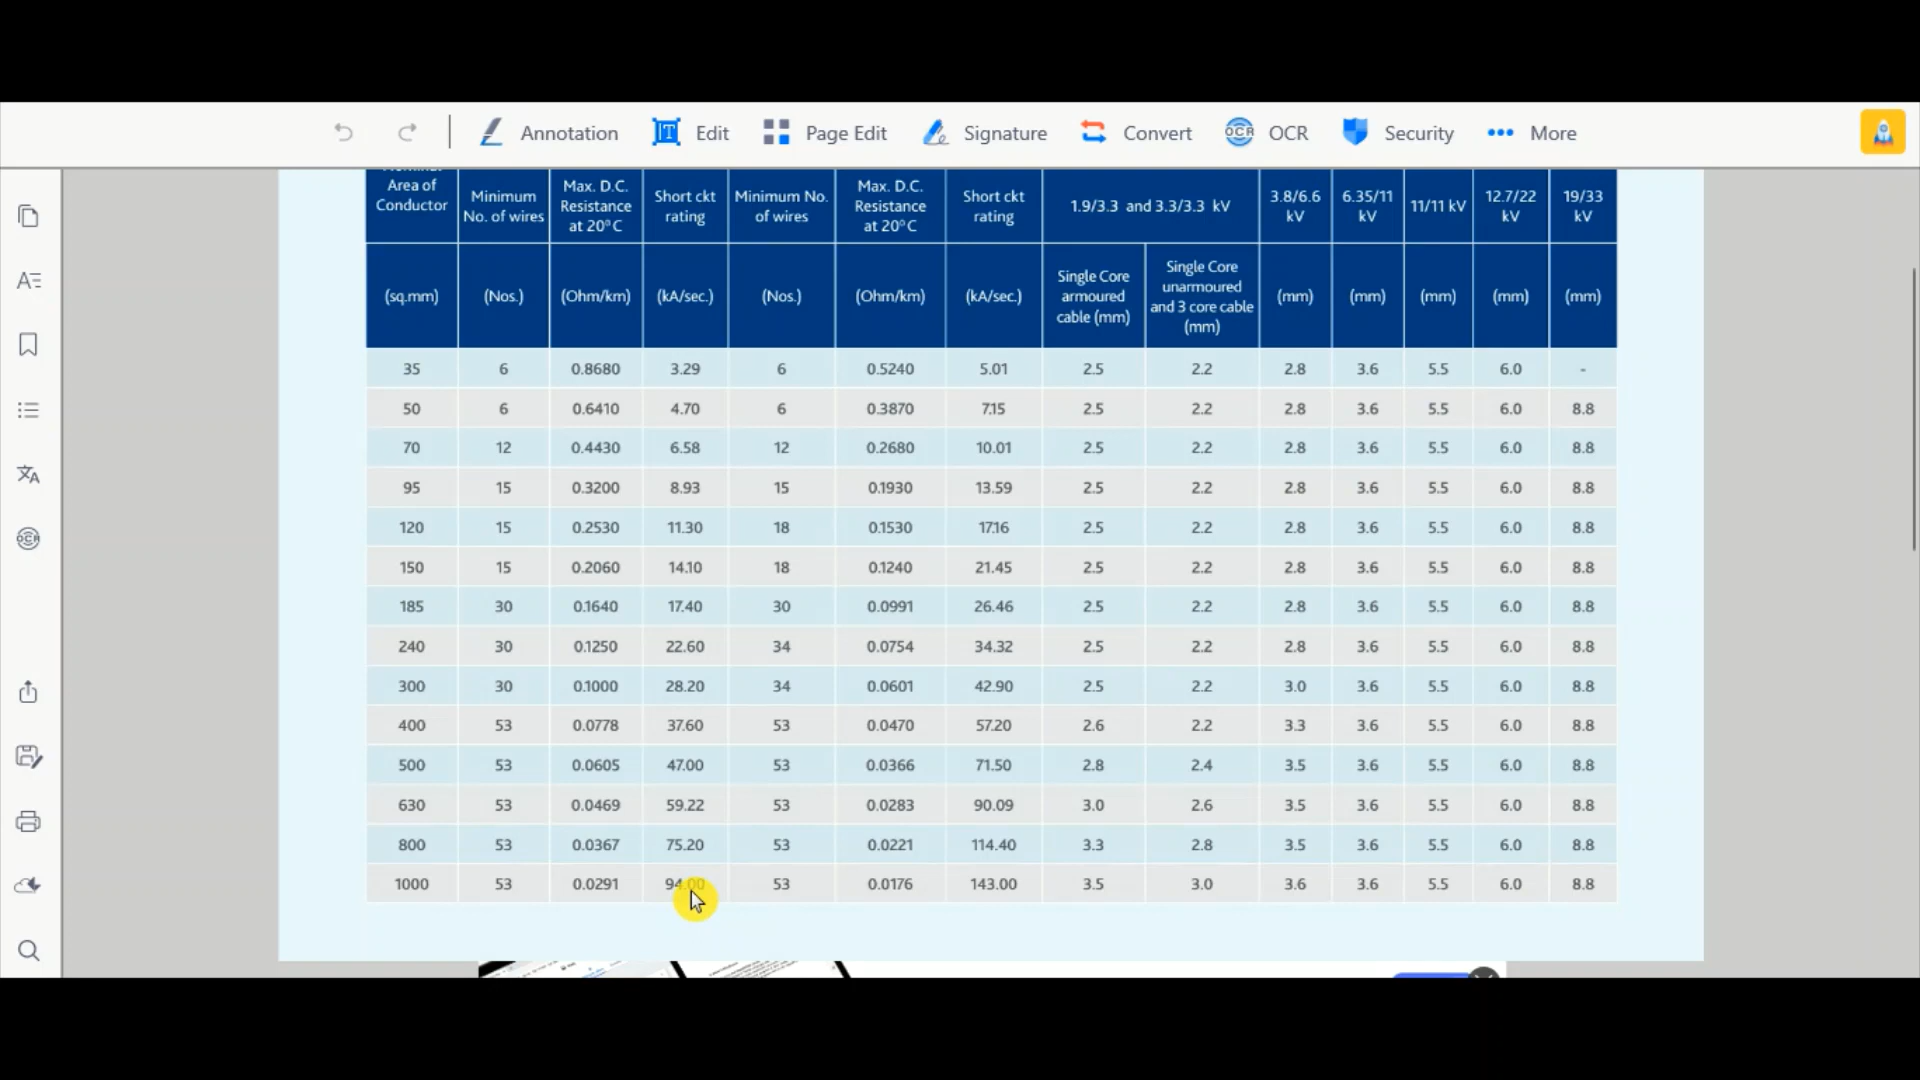 Annotation Edit Page Edit Signature Convert OCR Security More
Area of Conductor Minimum No. of wires Max. D.C. Resistance at 20°C Short ckt rating Minimum No. of wires Max. D.C. Resistance at 20°C Short ckt rating 1.9/3.3 and 3.3/3.3 kV 3.8/6.6 kV 6.35/11 kV 11/11 kV 12.7/22 kV 19/33 kV
(sq.mm) (Nos.) (Ohm/km) (kA/sec.) (Nos.) (Ohm/km) (kA/sec.) Single Core armoured cable (mm) Single Core unarmoured and 3 core cable (mm) (mm) (mm) (mm) (mm) (mm)
35 6 0.8680 3.29 6 0.5240 5.01 2.5 2.2 2.8 3.6 5.5 6.0 -
50 6 0.6410 4.70 6 0.3870 7.15 2.5 2.2 2.8 3.6 5.5 6.0 8.8
70 12 0.4430 6.58 12 0.2680 10.01 2.5 2.2 2.8 3.6 5.5 6.0 8.8
95 15 0.3200 8.93 15 0.1930 13.59 2.5 2.2 2.8 3.6 5.5 6.0 8.8
120 15 0.2530 11.30 18 0.1530 17.16 2.5 2.2 2.8 3.6 5.5 6.0 8.8
150 15 0.2060 14.10 18 0.1240 21.45 2.5 2.2 2.8 3.6 5.5 6.0 8.8
185 30 0.1640 17.40 30 0.0991 26.46 2.5 2.2 2.8 3.6 5.5 6.0 8.8
240 30 0.1250 22.60 34 0.0754 34.32 2.5 2.2 2.8 3.6 5.5 6.0 8.8
300 30 0.1000 28.20 34 0.0601 42.90 2.5 2.2 3.0 3.6 5.5 6.0 8.8
400 53 0.0778 37.60 53 0.0470 57.20 2.6 2.2 3.3 3.6 5.5 6.0 8.8
500 53 0.0605 47.00 53 0.0366 71.50 2.8 2.4 3.5 3.6 5.5 6.0 8.8
630 53 0.0469 59.22 53 0.0283 90.09 3.0 2.6 3.5 3.6 5.5 6.0 8.8
800 53 0.0367 75.20 53 0.0221 114.40 3.3 2.8 3.5 3.6 5.5 6.0 8.8
1000 53 0.0291 94.00 53 0.0176 143.00 3.5 3.0 3.6 3.6 5.5 6.0 8.8